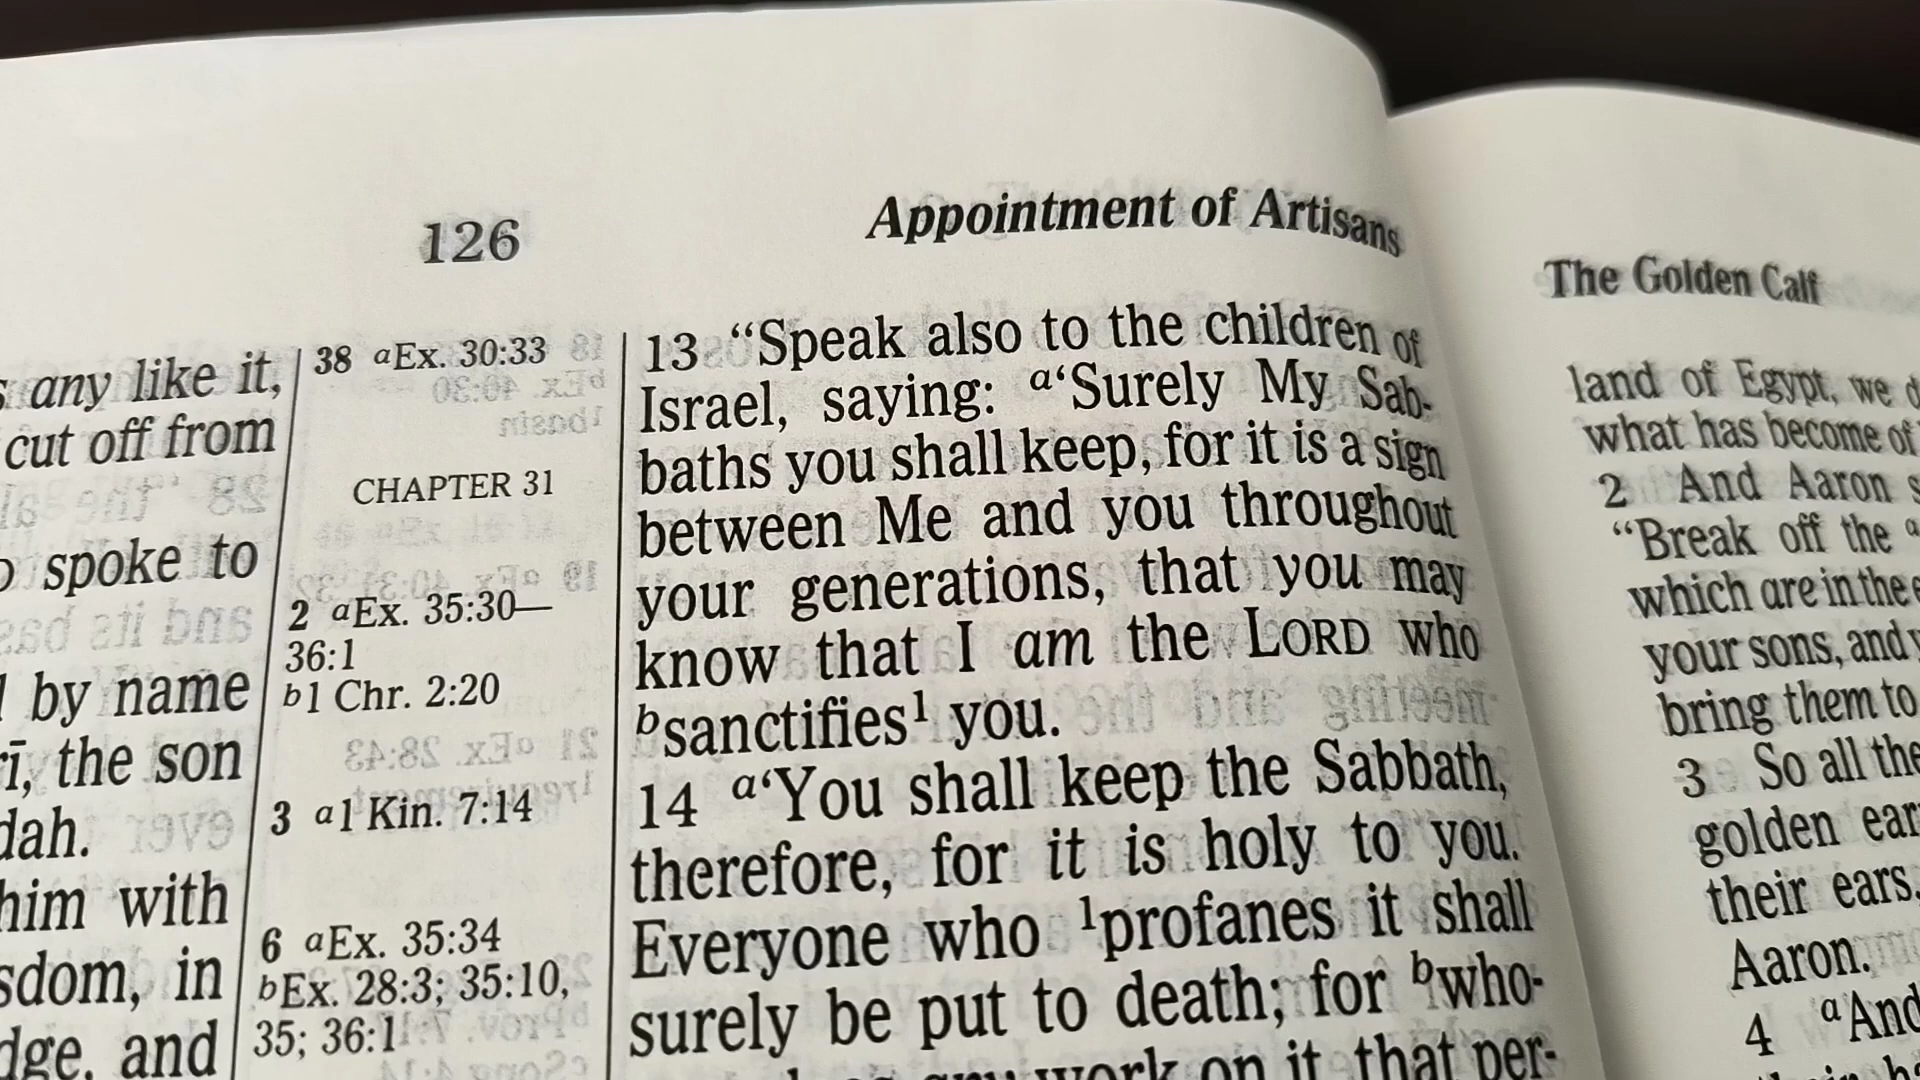 126
Appointment of Artisans
any like it,
cut off from
spoke to
by name
the son
him with
in
and
38 aEx. 30:33
CHAPTER 31
2 aEx. 35:30—
36:1
b1 Chr. 2:20
3 a1 Kin. 7:14
6 aEx. 35:34
bEx. 28:3; 35:10,
35; 36:1
13 “Speak also to the children of
Israel, saying: a‘Surely My Sab-
baths you shall keep, for it is a sign
between Me and you throughout
your generations, that you may
know that I am the LORD who
bsanctifies1 you.
14 a‘You shall keep the Sabbath,
therefore, for it is holy to you.
Everyone who 1profanes it shall
surely be put to death; for bwho-
any work on it, that per-
The Golden Calf
land of Egypt, we
what has become of
2 And Aaron
“Break off the a
which are in the
your sons, and
bring them to
3 So all the
golden
their ears.
Aaron.
4 aAnd